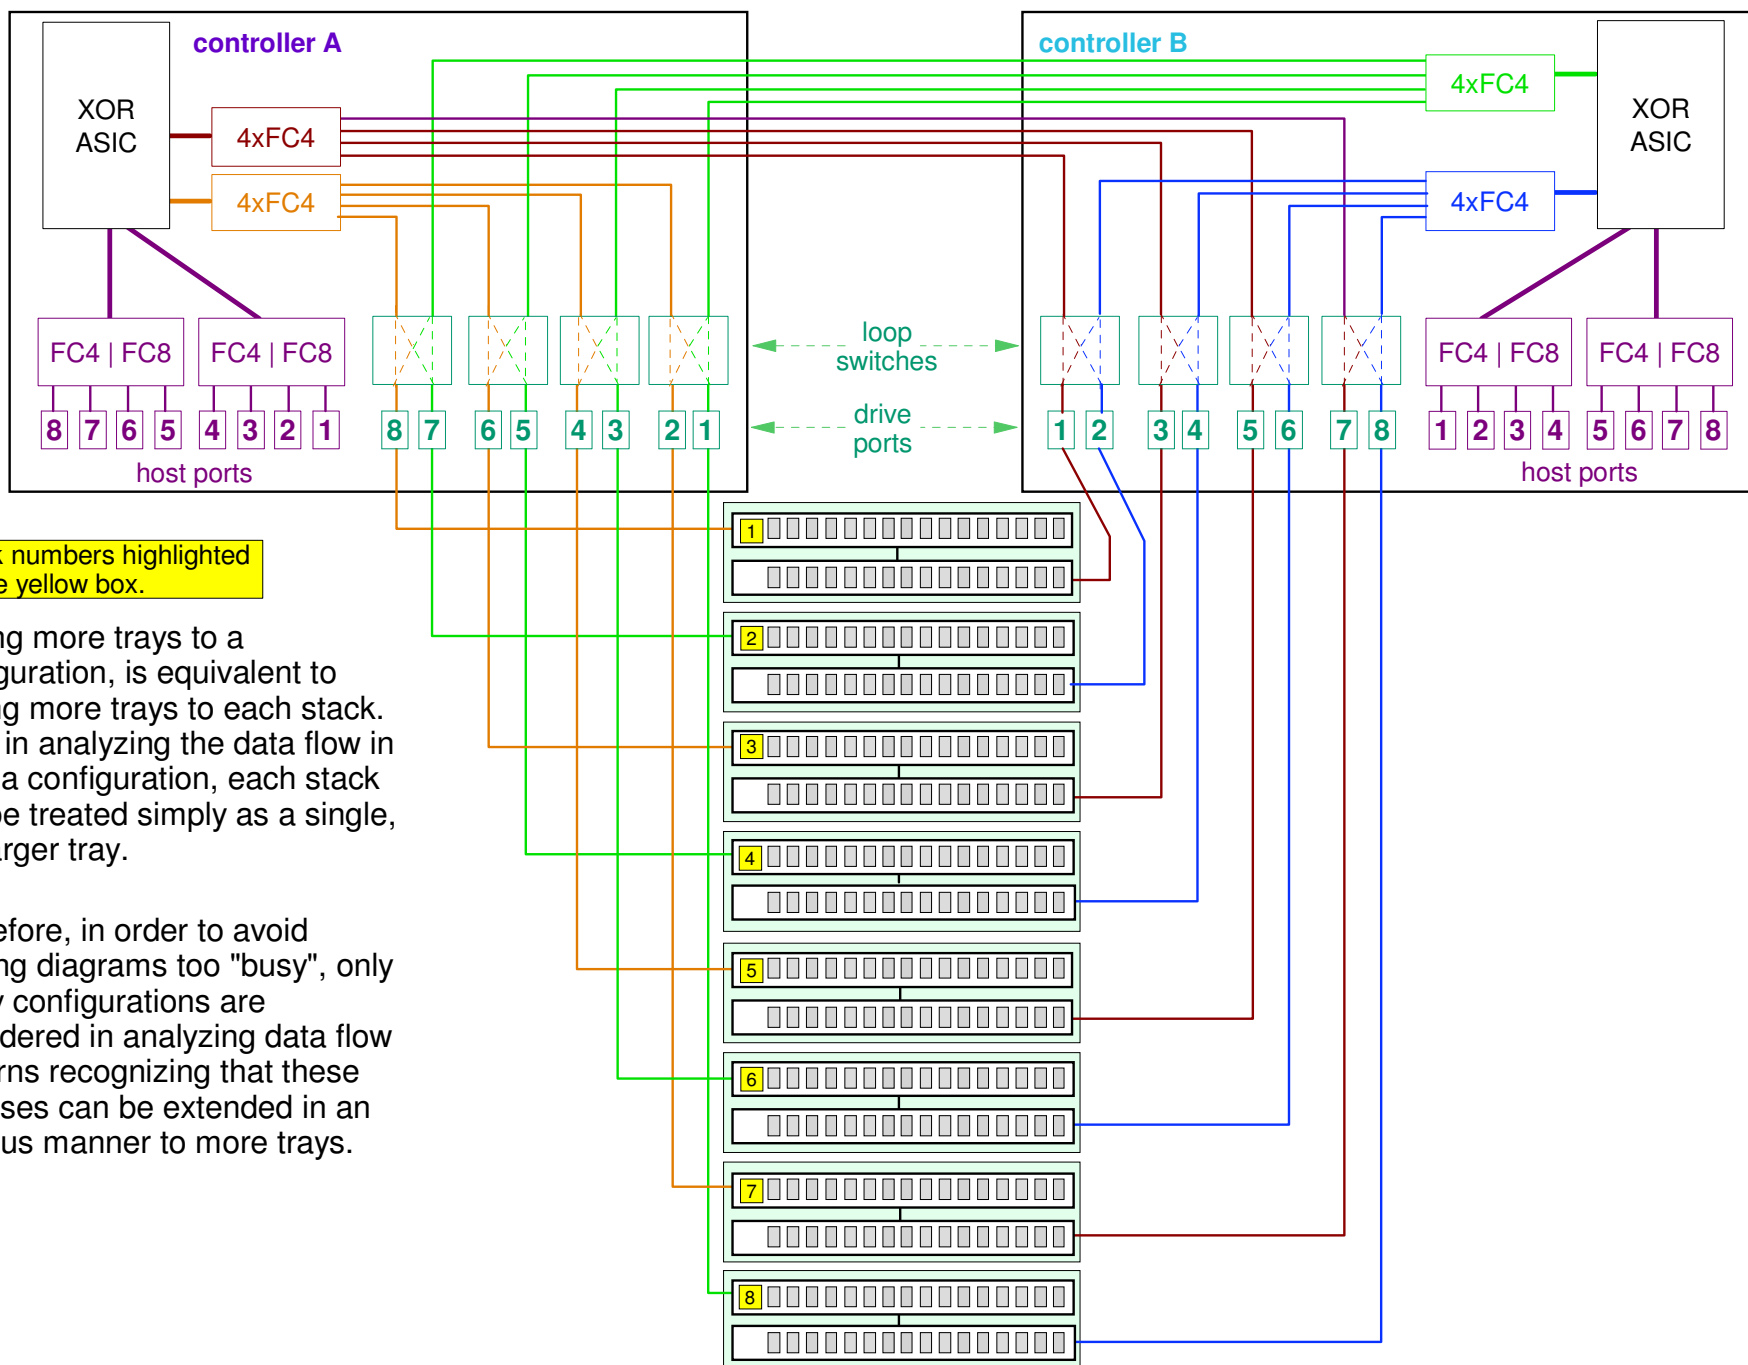 controller A
controller B
XOR
ASIC
4xFC4
4xFC4
4xFC4
4xFC4
XOR
ASIC
FC4 | FC8
FC4 | FC8
loop
switches
FC4 | FC8
FC4 | FC8
8 7 6 5 4 3 2 1
8 7 6 5 4 3 2 1
drive
ports
1 2 3 4 5 6 7 8
1 2 3 4 5 6 7 8
host ports
host ports
1
k numbers highlighted
e yellow box.
ng more trays to a
guration, is equivalent to
ng more trays to each stack.
in analyzing the data flow in
a configuration, each stack
be treated simply as a single,
arger tray.
efore, in order to avoid
ng diagrams too "busy", only
y configurations are
dered in analyzing data flow
rns recognizing that these
ses can be extended in an
us manner to more trays.
2
3
4
5
6
7
8